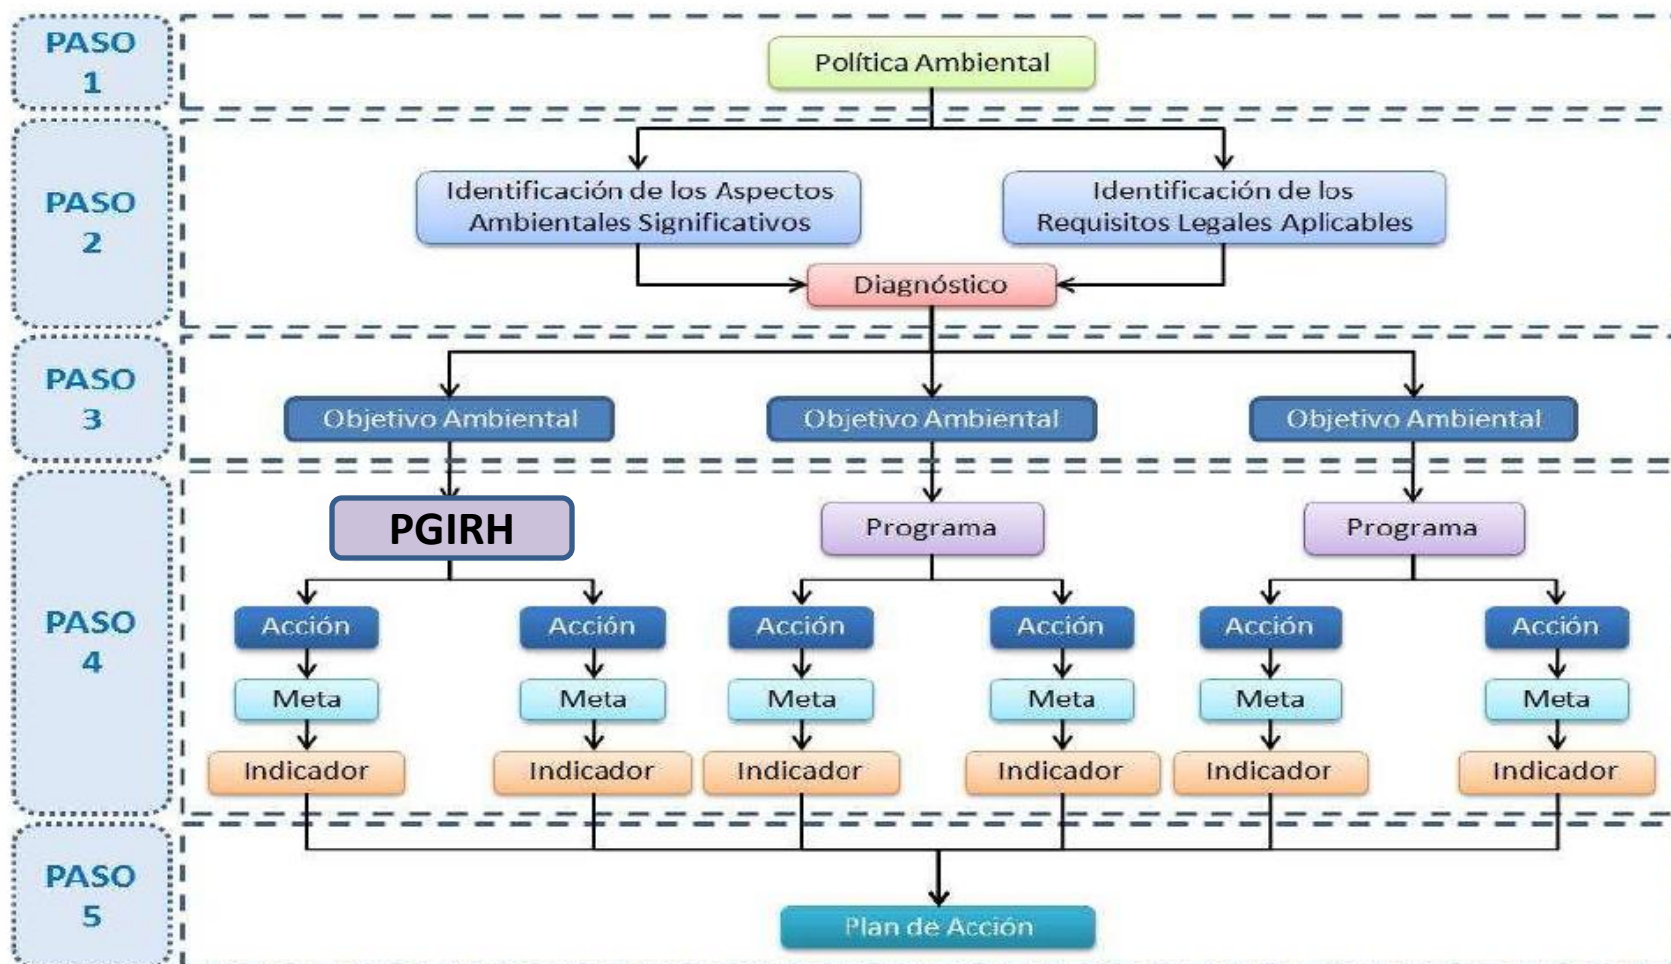 PASO
1
Política Ambiental
PASO
2
Identificación de los Aspectos
Ambientales Significativos
Identificación de los
Requisitos Legales Aplicables
Diagnóstico
PASO
3
Objetivo Ambiental
Objetivo Ambiental
Objetivo Ambiental
PASO
4
PGIRH
Programa
Programa
Acción
Acción
Acción
Acción
Acción
Acción
Meta
Meta
Meta
Meta
Meta
Meta
Indicador
Indicador
Indicador
Indicador
Indicador
Indicador
PASO
5
Plan de Acción